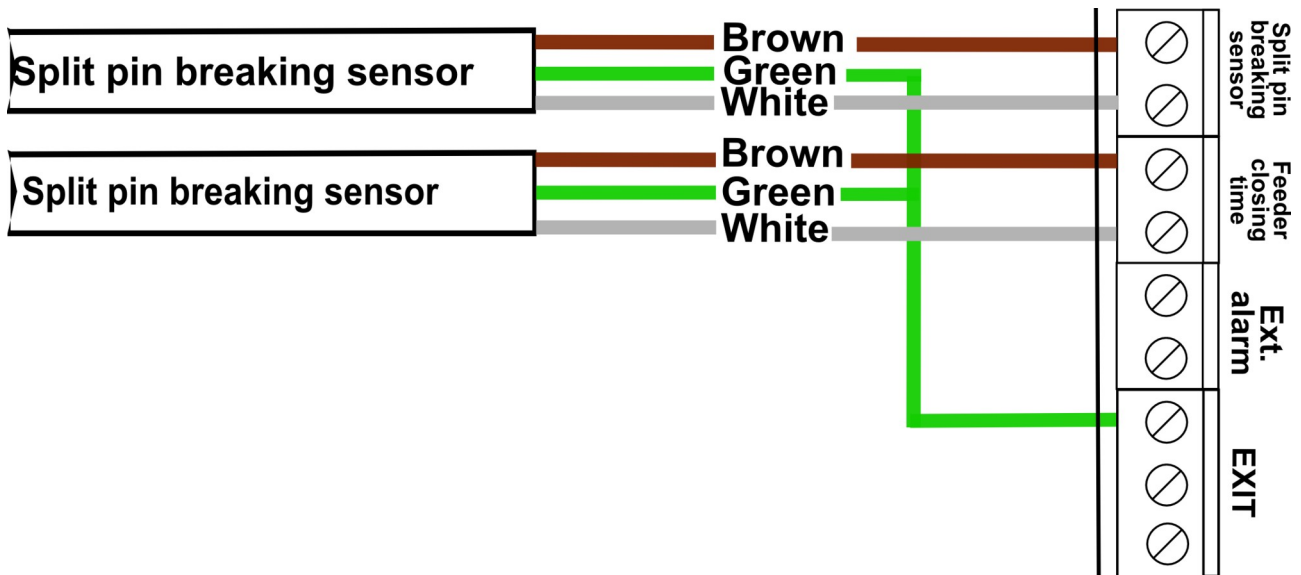 Split pin breaking sensor
Brown
Green
White
Split pin breaking sensor
Brown
Green
White
Split pin
breaking
sensor
Feeder
closing
time
Ext.
alarm
EXIT